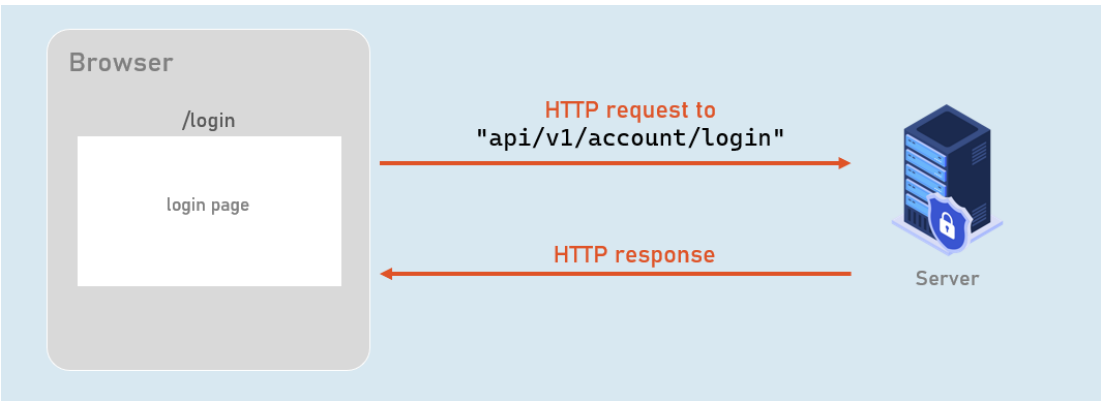 Browser
/login
login page
HTTP request to
"api/v1/account/login"
HTTP response
Server